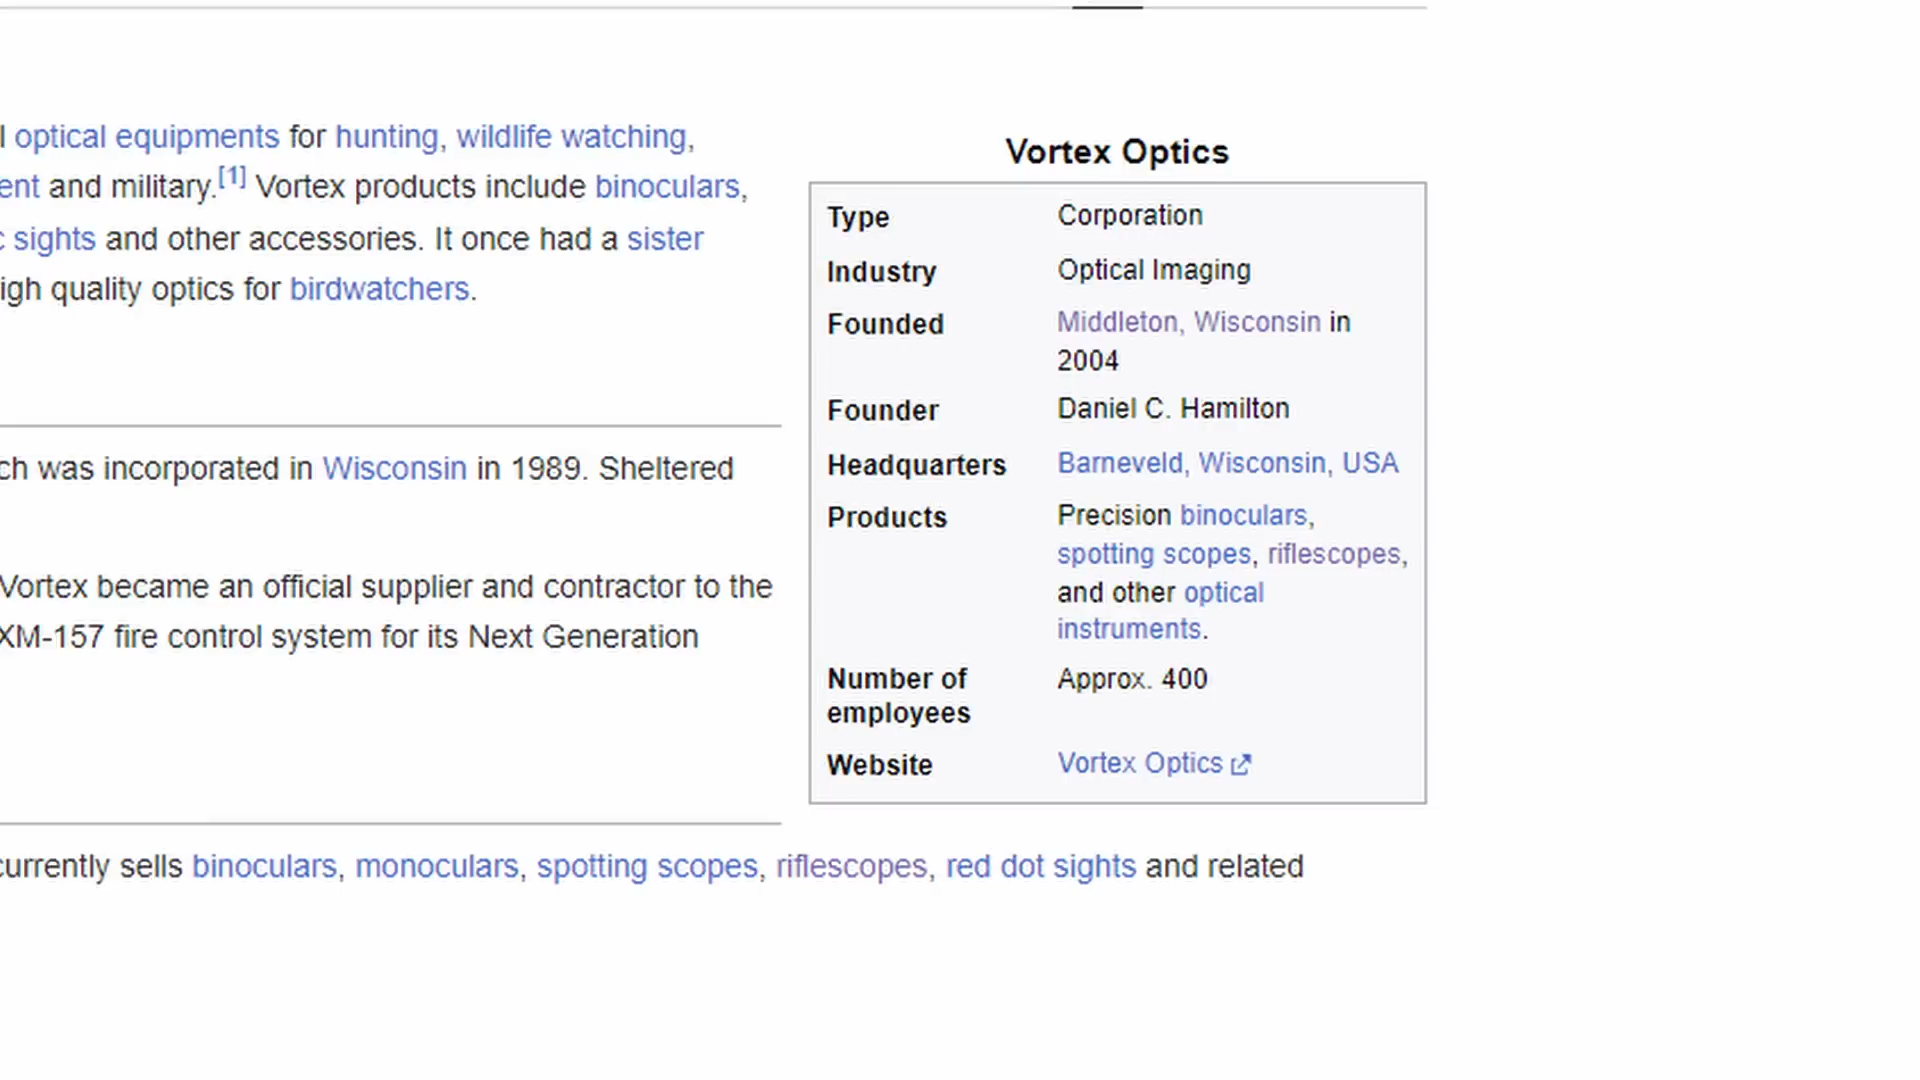 l optical equipments for hunting, wildlife watching,
ent and military.[1] Vortex products include binoculars,
c sights and other accessories. It once had a sister
igh quality optics for birdwatchers.
ch was incorporated in Wisconsin in 1989. Sheltered
Vortex became an official supplier and contractor to the
XM-157 fire control system for its Next Generation
Vortex Optics
Type Corporation
Industry Optical Imaging
Founded Middleton, Wisconsin in
2004
Founder Daniel C. Hamilton
Headquarters Barneveld, Wisconsin, USA
Products Precision binoculars,
spotting scopes, riflescopes,
and other optical
instruments.
Number of Approx. 400
employees
Website Vortex Optics
currently sells binoculars, monoculars, spotting scopes, riflescopes, red dot sights and related